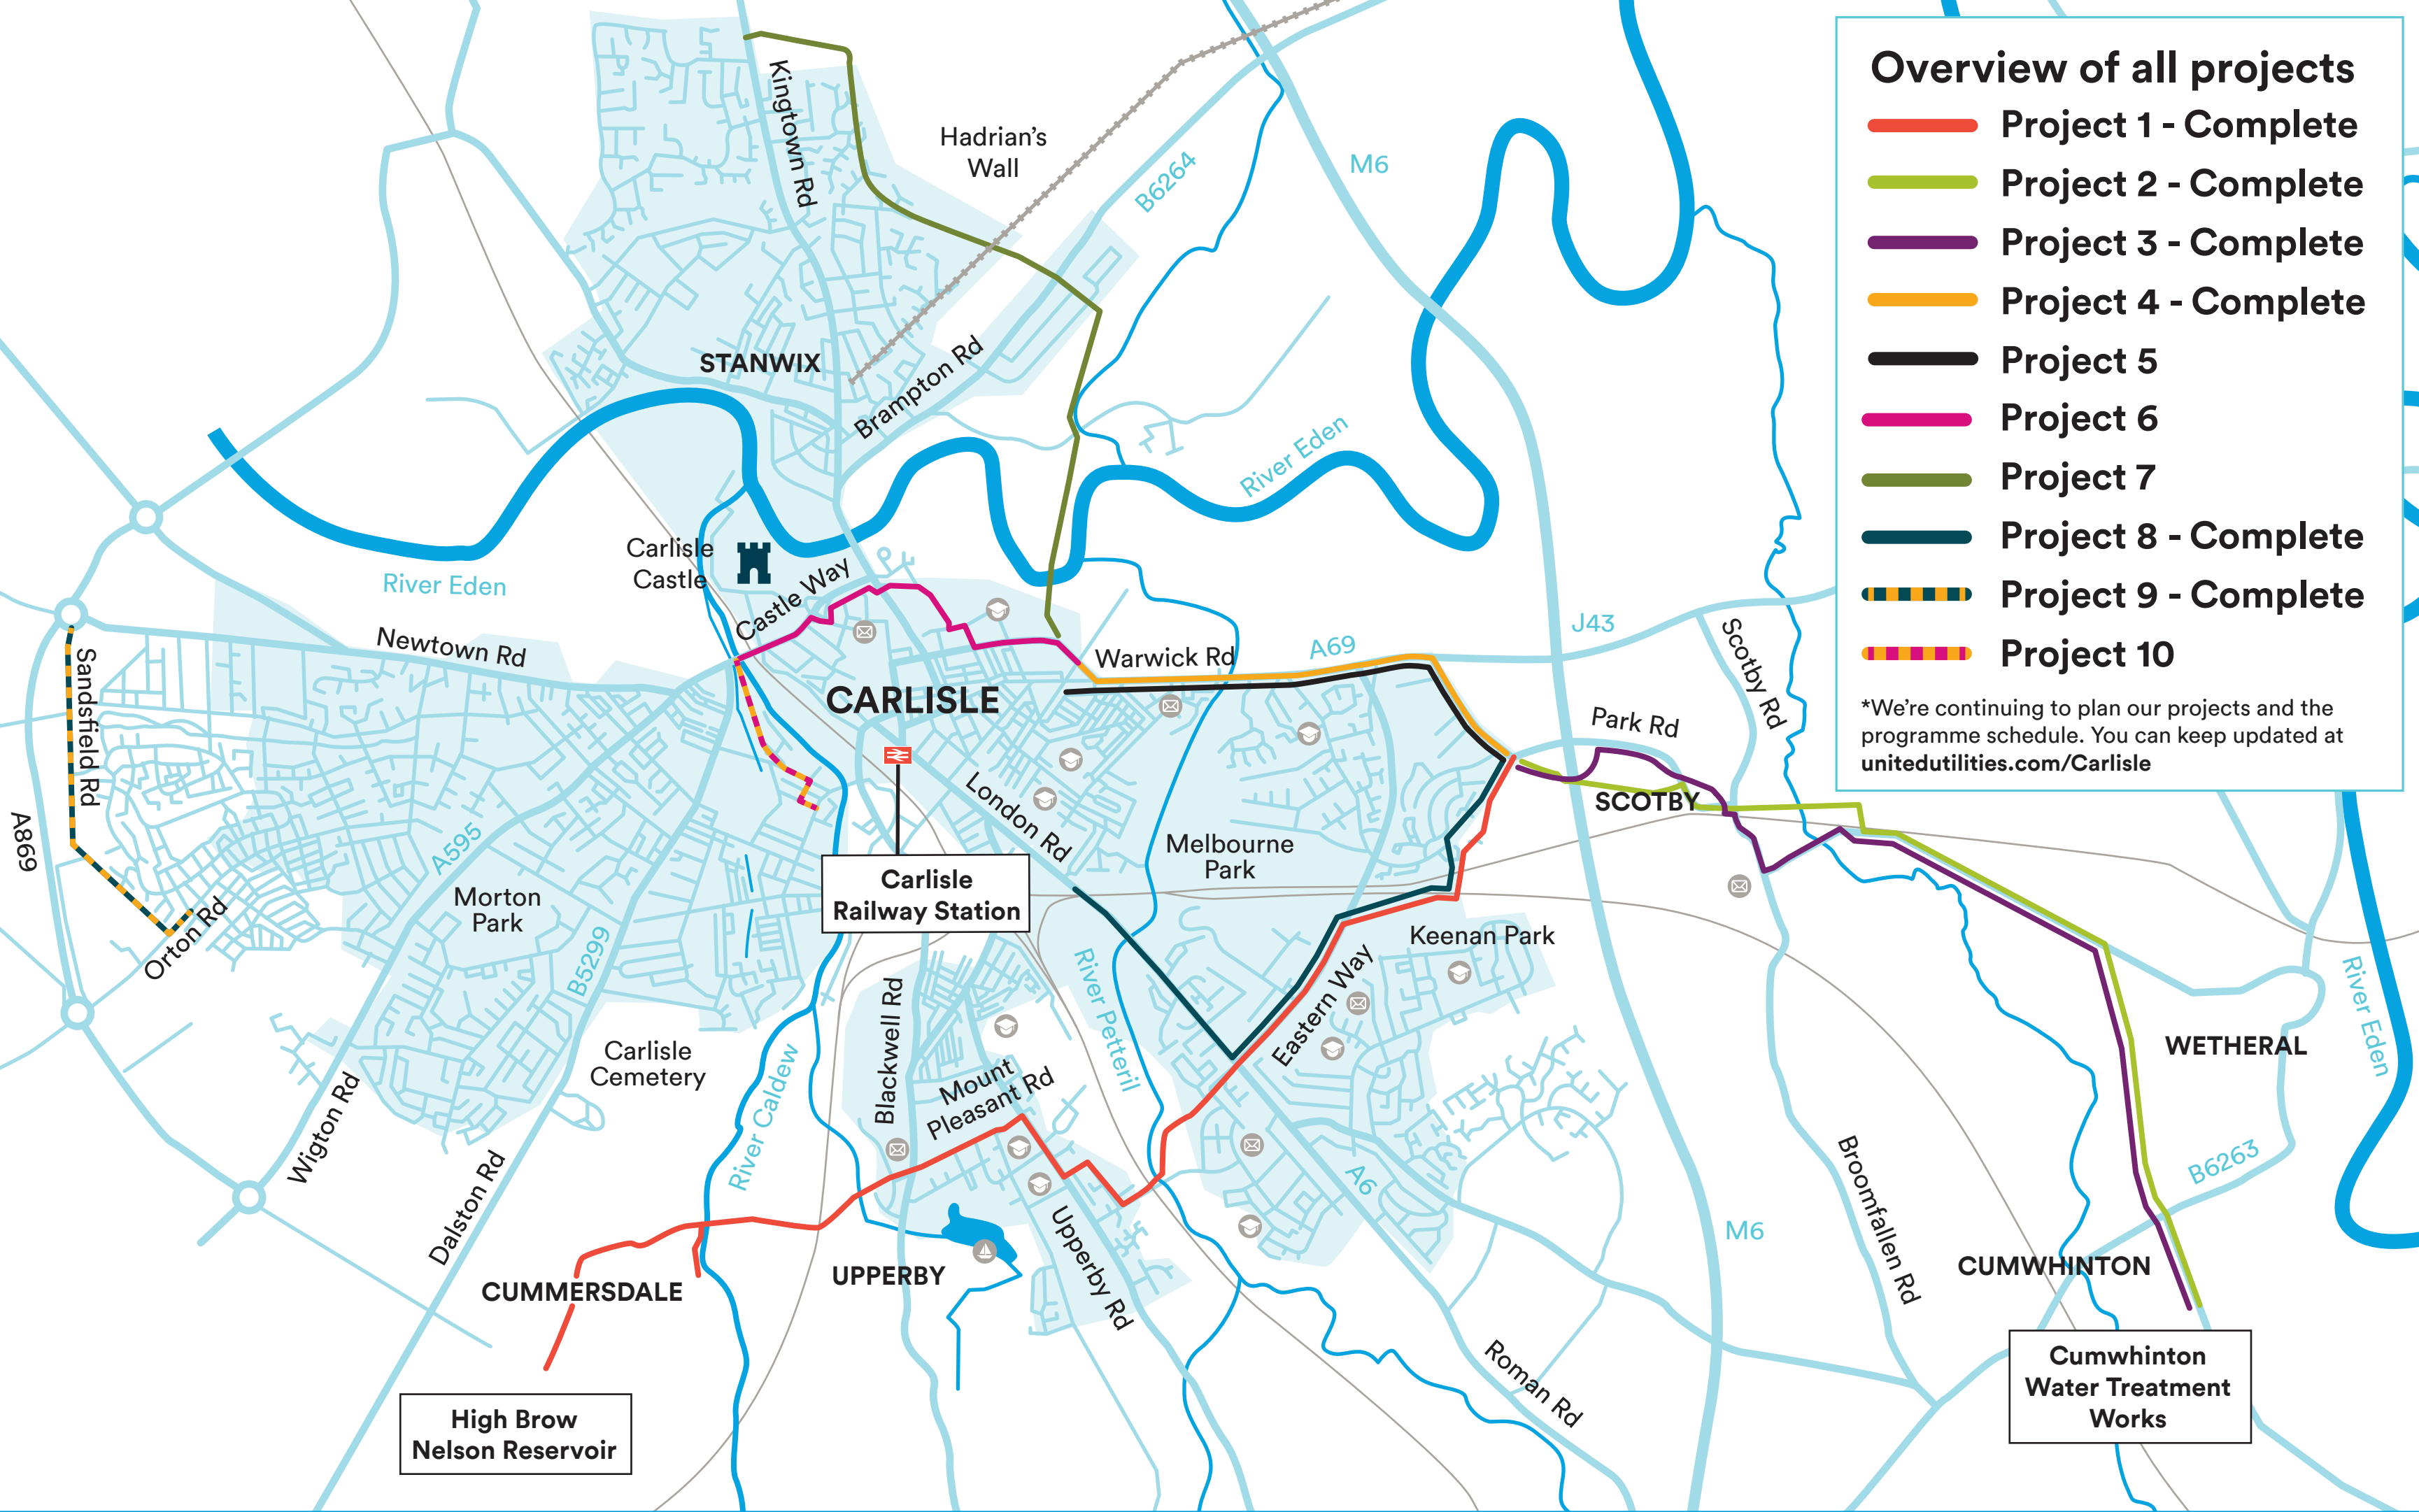 Overview of all projects
Project 1 - Complete
Project 2 - Complete
Project 3 - Complete
Project 4 - Complete
Project 5
Project 6
Project 7
Project 8 - Complete
Project 9 - Complete
Project 10
*We're continuing to plan our projects and the
programme schedule. You can keep updated at
unitedutilities.com/Carlisle
Kingtown Rd
Hadrian's
Wall
B6264
M6
STANWIX
Brampton Rd
River Eden
Carlisle
Castle
Castle Way
River Eden
Newtown Rd
Sandsfield Rd
A869
Orton Rd
A595
Morton
Park
B5299
CARLISLE
Warwick Rd
A69
J43
Scotby Rd
Park Rd
SCOTBY
London Rd
Melbourne
Park
Carlisle
Railway Station
Keenan Park
Eastern Way
River Petteril
Blackwell Rd
Mount
Pleasant Rd
Carlisle
Cemetery
River Caldew
Wigton Rd
Dalston Rd
CUMMERSDALE
UPPERBY
Upperby Rd
A6
Roman Rd
M6
Broomfallen Rd
WETHERAL
River Eden
B6263
CUMWHINTON
Cumwhinton
Water Treatment
Works
High Brow
Nelson Reservoir